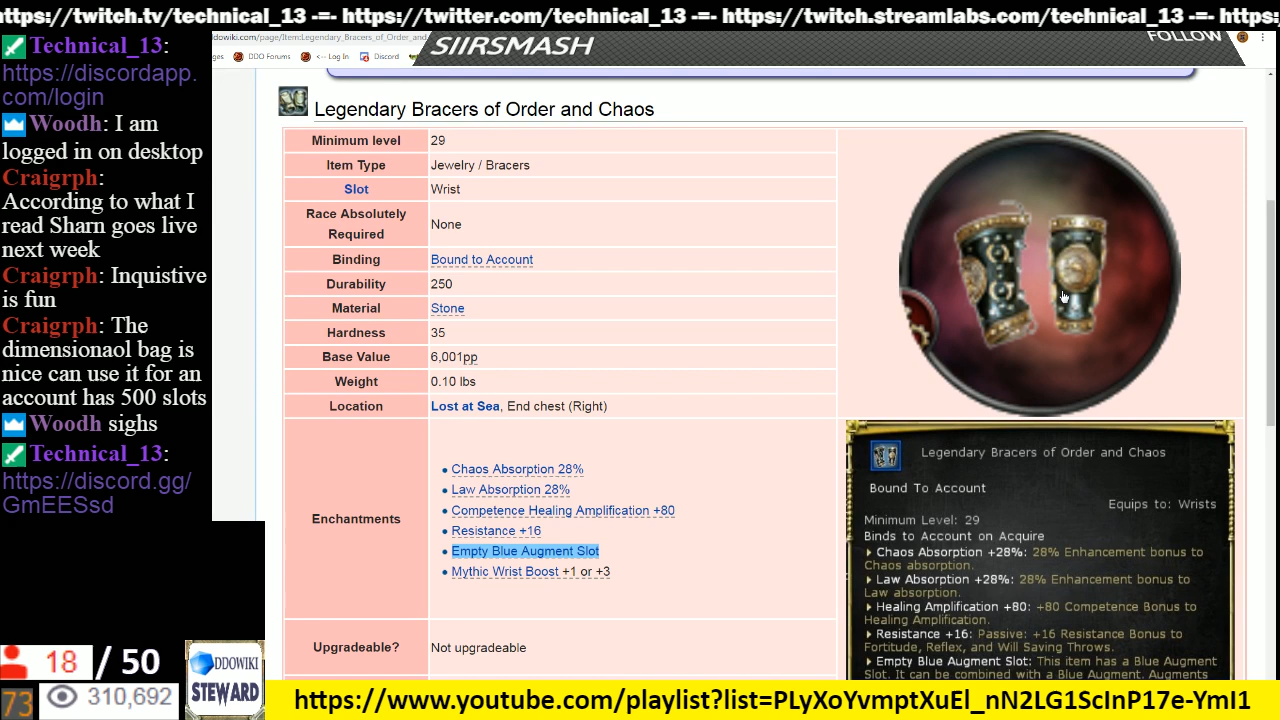 https://twitch.tv/technical_13 -=- https://twitter.com/technical_13 -=- https://twitch.streamlabs.com/technical_13 -=- https:
Technical_13:
https://discordapp.
com/login
Woodh: I am
logged in on desktop
Craigrph:
According to what I
read Sharn goes live
next week
Craigrph: Inquistive
is fun
Craigrph: The
dimensionaol bag is
nice can use it for an
account has 500 slots
Woodh sighs
Technical_13:
https://discord.gg/
GmEESsd
18 / 50
73 310,692
DDOWIKI
STEWARD
ddowiki.com/page/Item:Legendary_Bracers_of_Order_and
ges DDO Forums <-- Log In Discord
SIIRSMASH
FOLLOW
Legendary Bracers of Order and Chaos
Minimum level 29
Item Type Jewelry / Bracers
Slot Wrist
Race Absolutely
Required None
Binding Bound to Account
Durability 250
Material Stone
Hardness 35
Base Value 6,001pp
Weight 0.10 lbs
Location Lost at Sea, End chest (Right)
Enchantments
Chaos Absorption 28%
Law Absorption 28%
Competence Healing Amplification +80
Resistance +16
Empty Blue Augment Slot
Mythic Wrist Boost +1 or +3
Upgradeable? Not upgradeable
Legendary Bracers of Order and Chaos
Bound To Account
Equips to: Wrists
Minimum Level: 29
Binds to Account on Acquire
Chaos Absorption +28%: 28% Enhancement bonus to
Chaos absorption.
Law Absorption +28%: 28% Enhancement bonus to
Law absorption.
Healing Amplification +80: +80 Competence Bonus to
Healing Amplification.
Resistance +16: Passive: +16 Resistance Bonus to
Fortitude, Reflex, and Will Saving Throws.
Empty Blue Augment Slot: This item has a Blue Augment
Slot. It can be combined with a Blue Augment. Augments
https://www.youtube.com/playlist?list=PLyXoYvmptXuEl_nN2LG1ScInP17e-YmI1